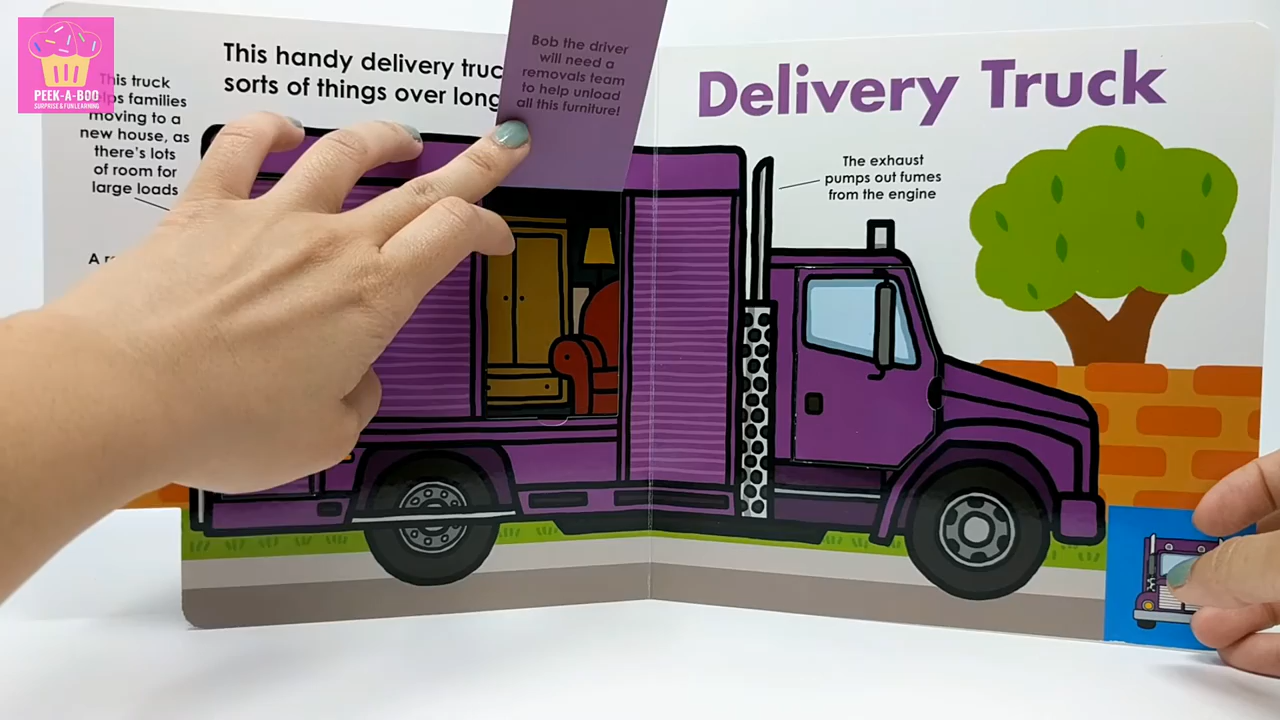 PEEK-A-BOO
SURPRISE & FUN LEARNING
This handy delivery
sorts of things over long
This truck
families
moving to a
new house, as
there's lots
of room for
large loads
A
Bob the driver
will need a
removals team
to help unload
all this furniture!
Delivery Truck
The exhaust
pumps out fumes
from the engine